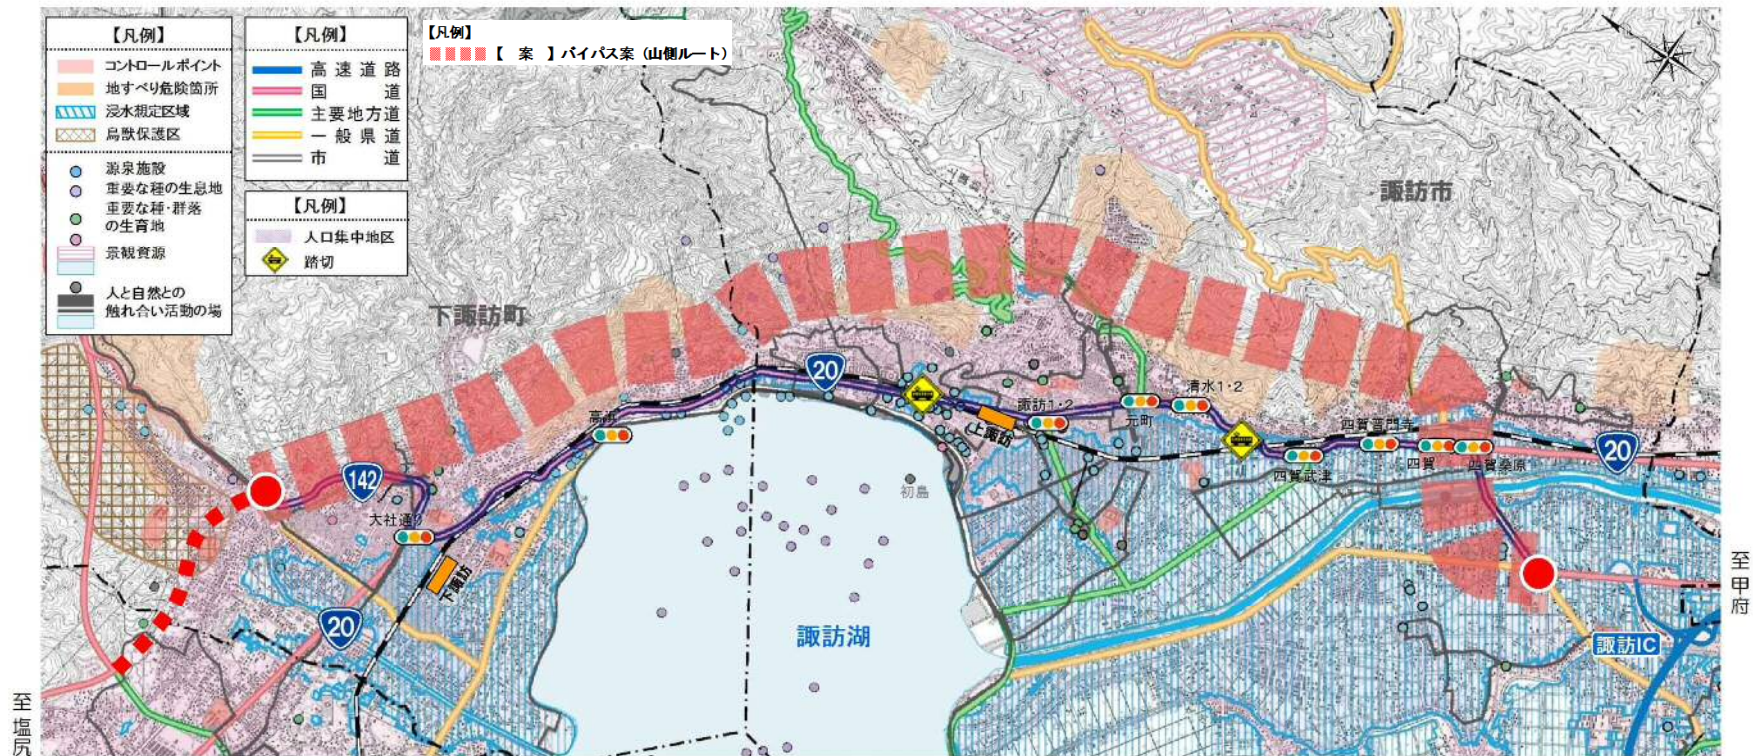 【凡例】
コントロールポイント
地すべり危険箇所
浸水想定区域
鳥獣保護区
源泉施設
重要な種の生息地
重要な種・群落
の生育地
景観資源
人と自然との
触れ合い活動の場
【凡例】
高速道路
国道
主要地方道
一般県道
市道
【凡例】
人口集中地区
踏切
【凡例】
【 案 】バイパス案（山側ルート）
諏訪市
下諏訪町
20
高浜
上諏訪
諏訪1・2
元町
清水1・2
四賀武津
四賀普門寺
四賀
四賀桑原
20
142
大社通り
下諏訪
20
初島
諏訪湖
諏訪IC
至甲府
至塩尻